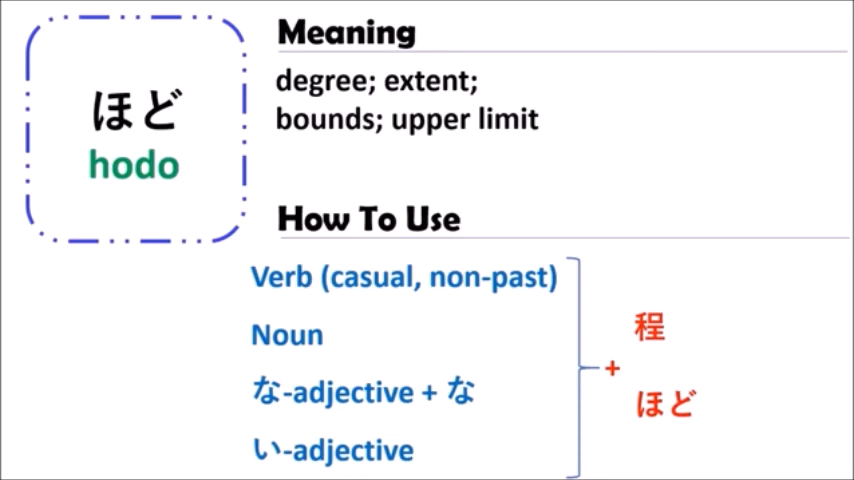 ほど
hodo
Meaning
degree; extent;
bounds; upper limit
How To Use
Verb (casual, non-past)
Noun
な-adjective + な
い-adjective
+
程
ほど